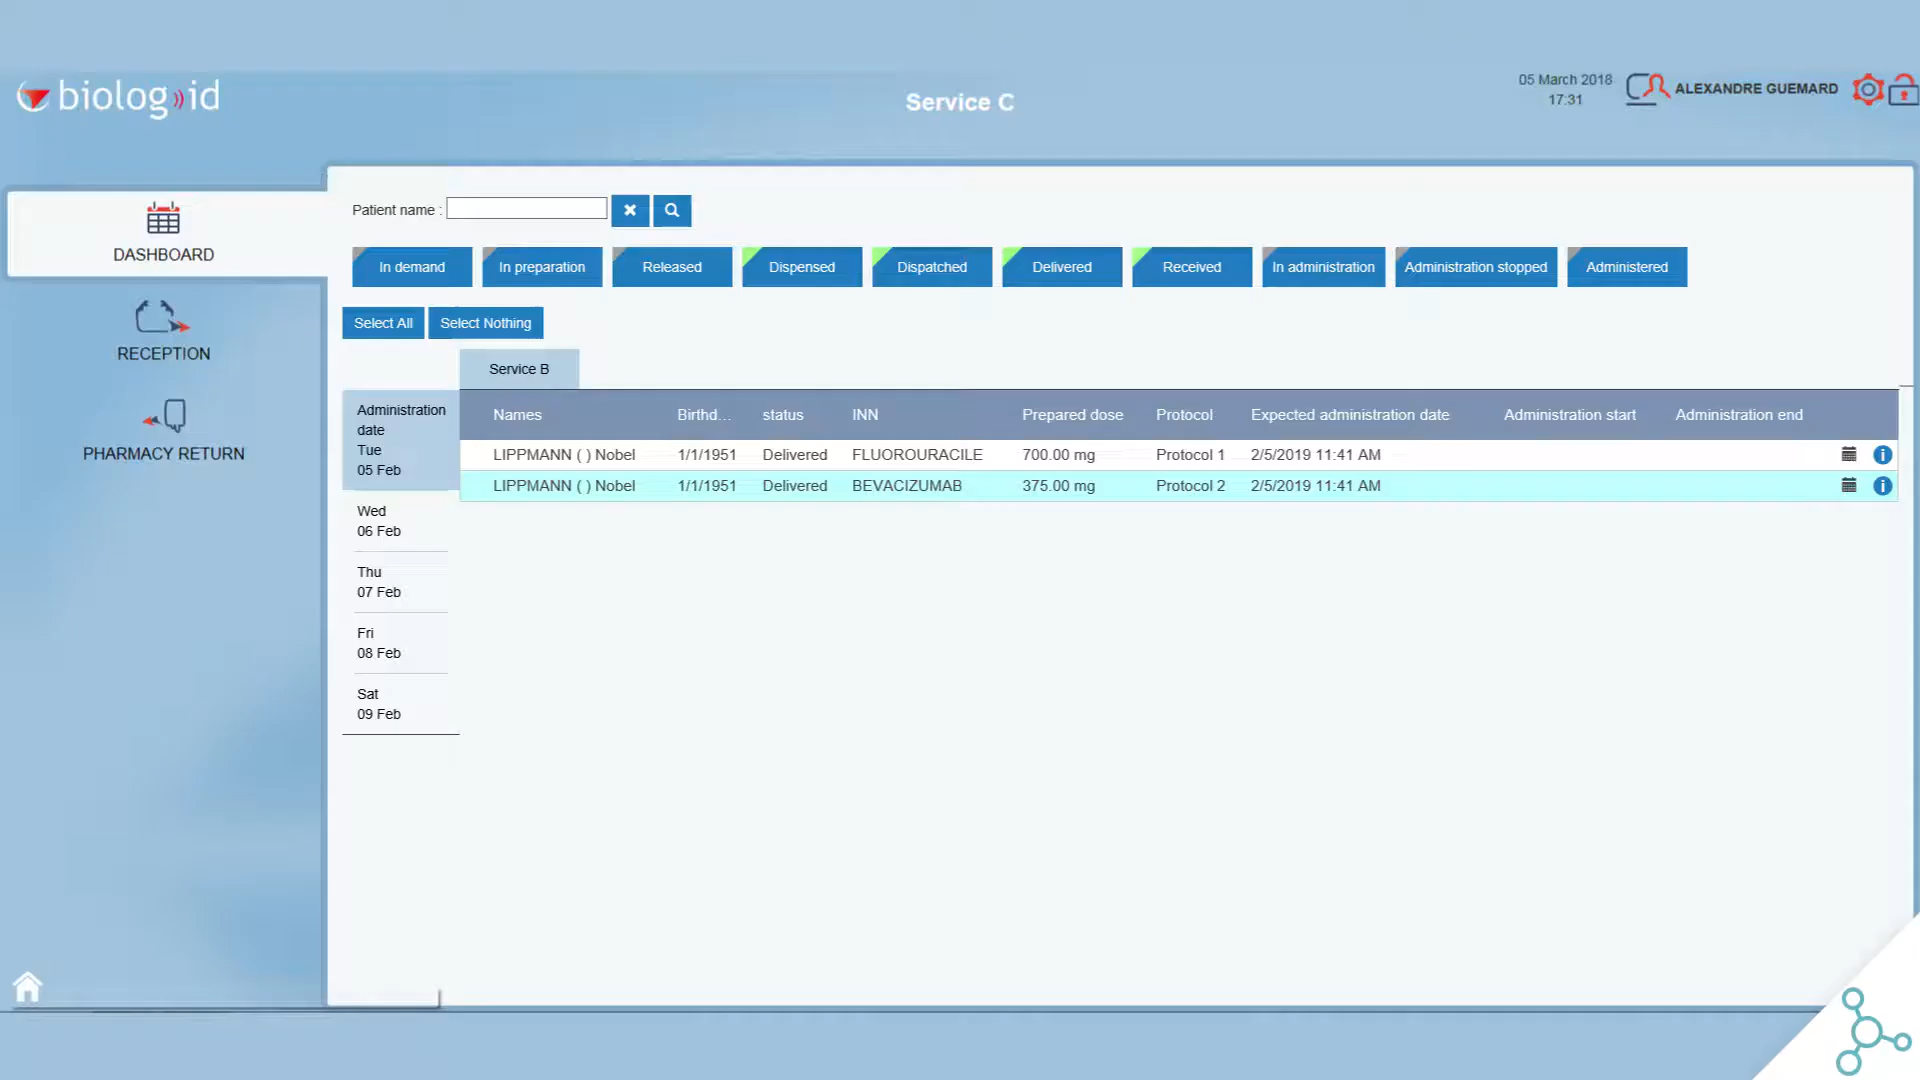 biolog id
Service C
05 March 2018
17:31
ALEXANDRE GUEMARD
DASHBOARD
RECEPTION
PHARMACY RETURN
Patient name :
In demand
In preparation
Released
Dispensed
Dispatched
Delivered
Received
In administration
Administration stopped
Administered
Select All
Select Nothing
Service B
Administration
date
Tue
05 Feb
Wed
06 Feb
Thu
07 Feb
Fri
08 Feb
Sat
09 Feb
Names Birthd... status INN Prepared dose Protocol Expected administration date Administration start Administration end
LIPPMANN ( ) Nobel 1/1/1951 Delivered FLUOROURACILE 700.00 mg Protocol 1 2/5/2019 11:41 AM
LIPPMANN ( ) Nobel 1/1/1951 Delivered BEVACIZUMAB 375.00 mg Protocol 2 2/5/2019 11:41 AM